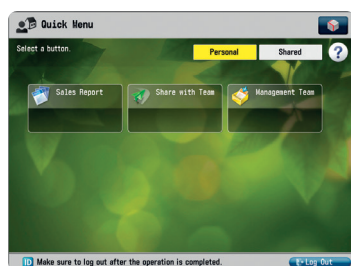 Quick Menu
Select a button.
Personal
Shared
?
Sales Report
Share with Team
Management Team
ID Make sure to log out after the operation is completed.
Log Out